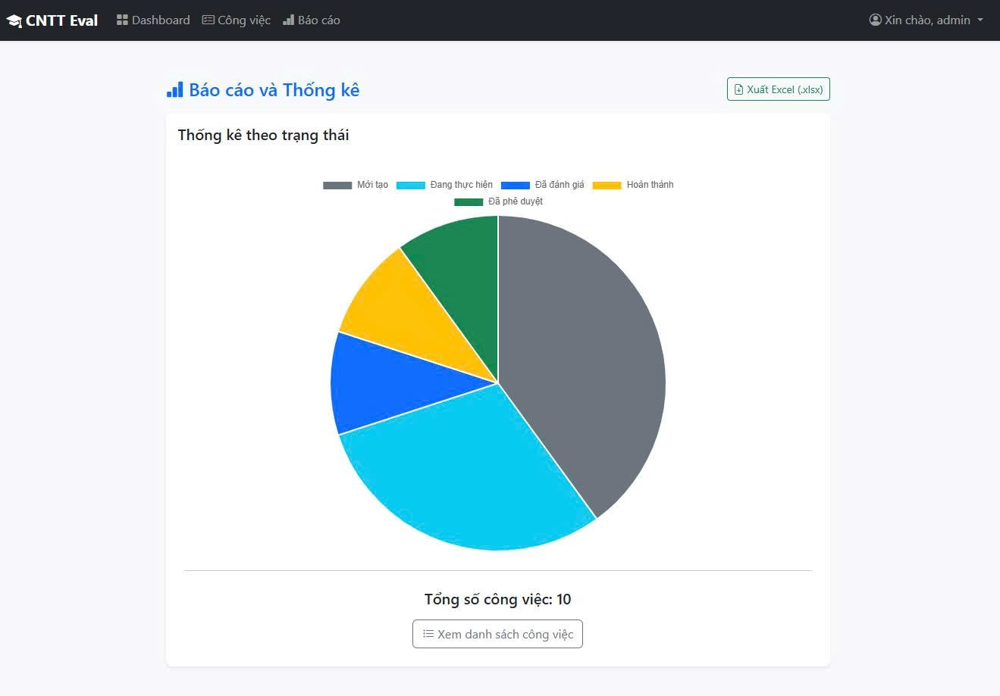 CNTT Eval Dashboard Công việc Báo cáo Xin chào, admin
Báo cáo và Thống kê Xuất Excel (.xlsx)
Thống kê theo trạng thái
Mới tạo Đang thực hiện Đã đánh giá Hoàn thành
Đã phê duyệt
Tổng số công việc: 10
Xem danh sách công việc